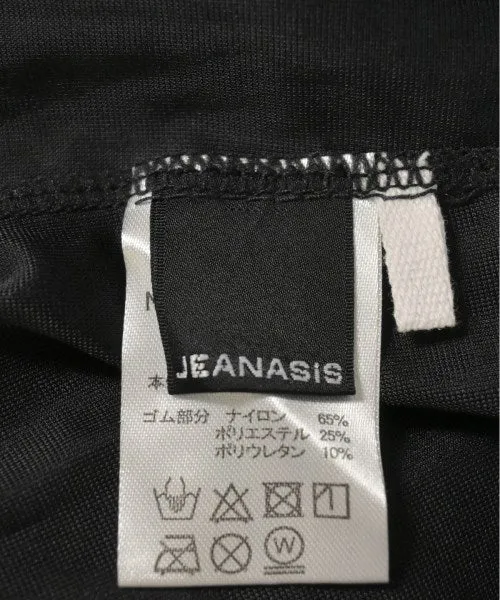 JEANASIS
本
ゴム部分 ナイロン 65%
ポリエステル 25%
ポリウレタン 10%
W